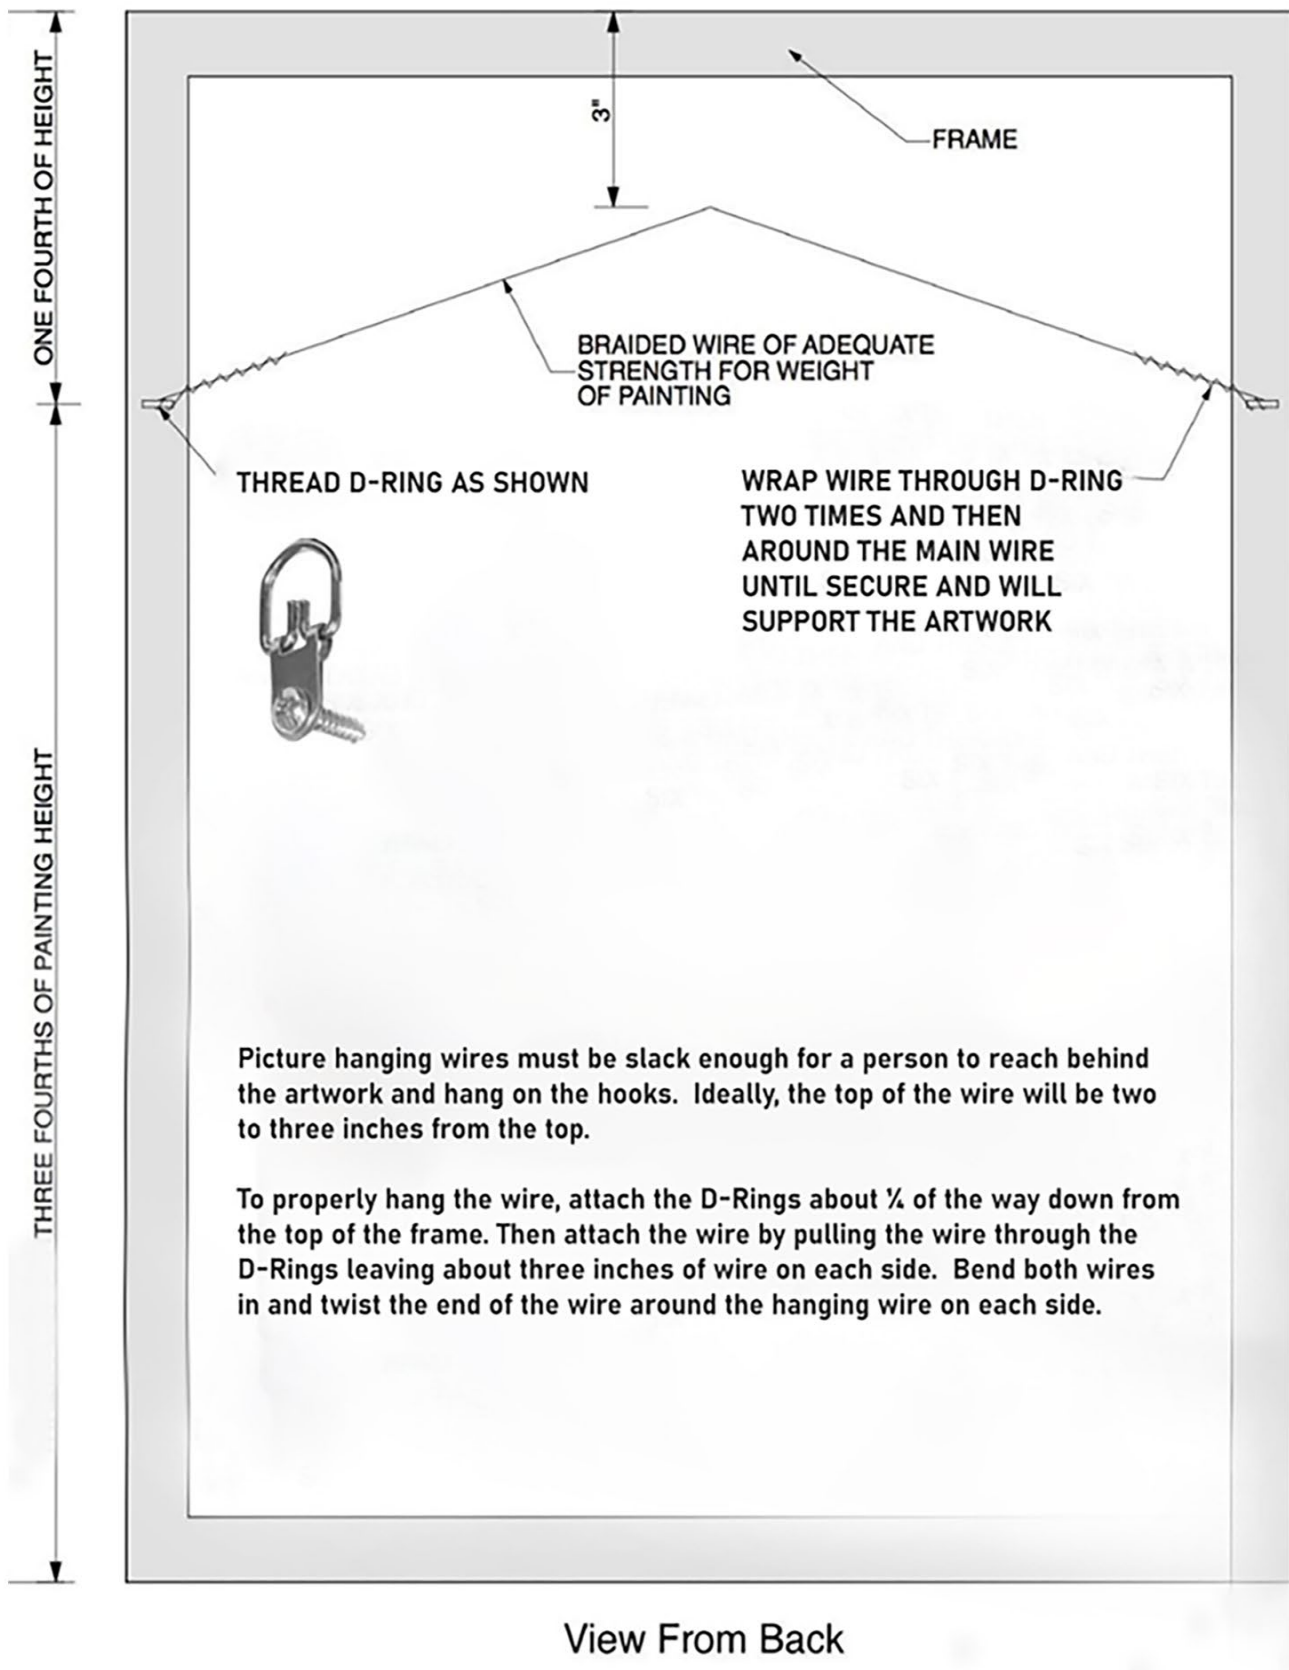 ONE FOURTH OF HEIGHT
3"
FRAME
BRAIDED WIRE OF ADEQUATE
STRENGTH FOR WEIGHT
OF PAINTING
THREAD D-RING AS SHOWN
WRAP WIRE THROUGH D-RING
TWO TIMES AND THEN
AROUND THE MAIN WIRE
UNTIL SECURE AND WILL
SUPPORT THE ARTWORK
THREE FOURTHS OF PAINTING HEIGHT
Picture hanging wires must be slack enough for a person to reach behind
the artwork and hang on the hooks. Ideally, the top of the wire will be two
to three inches from the top.
To properly hang the wire, attach the D-Rings about ¼ of the way down from
the top of the frame. Then attach the wire by pulling the wire through the
D-Rings leaving about three inches of wire on each side. Bend both wires
in and twist the end of the wire around the hanging wire on each side.
View From Back